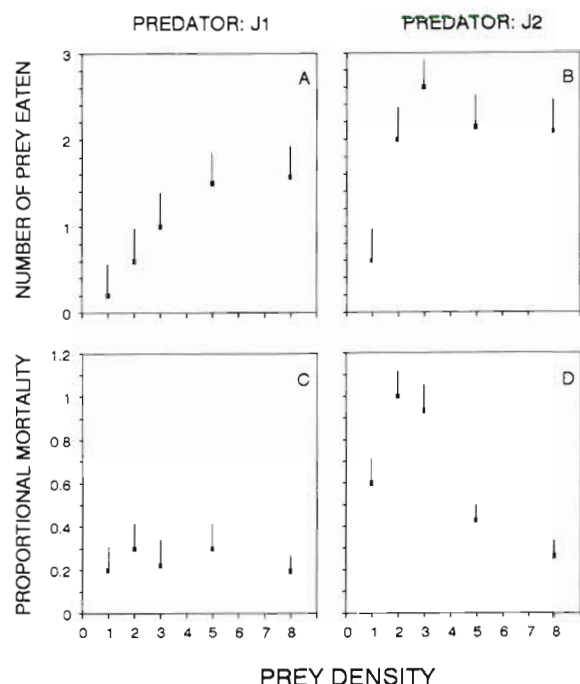 PREDATOR: J1
PREDATOR: J2
NUMBER OF PREY EATEN
3
2
1
0
A
B
PROPORTIONAL MORTALITY
1.2
1
0.8
0.6
0.4
0.2
0
C
D
0 1 2 3 4 5 6 7 8
0 1 2 3 4 5 6 7 8
PREY DENSITY